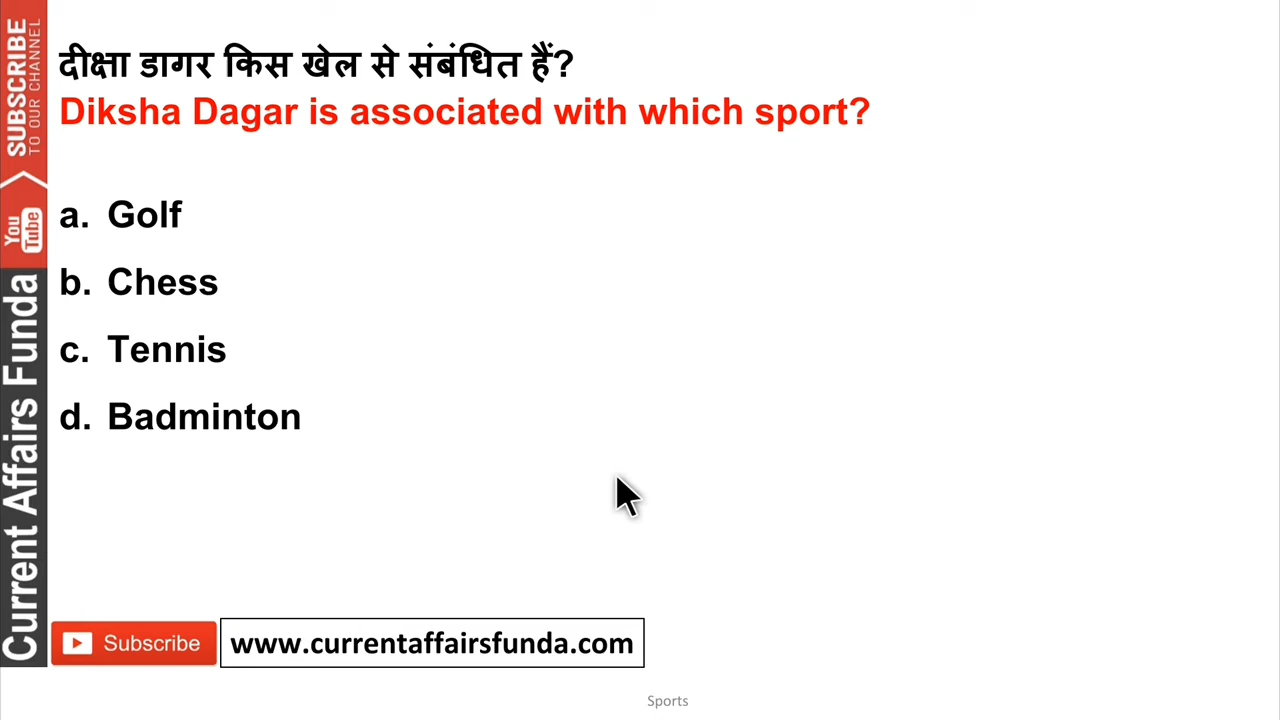 दीक्षा डागर किस खेल से संबंधित हैं?
Diksha Dagar is associated with which sport?
a. Golf
b. Chess
c. Tennis
d. Badminton
SUBSCRIBE
TO OUR CHANNEL
You
Tube
Current Affairs Funda
Subscribe
www.currentaffairsfunda.com
Sports